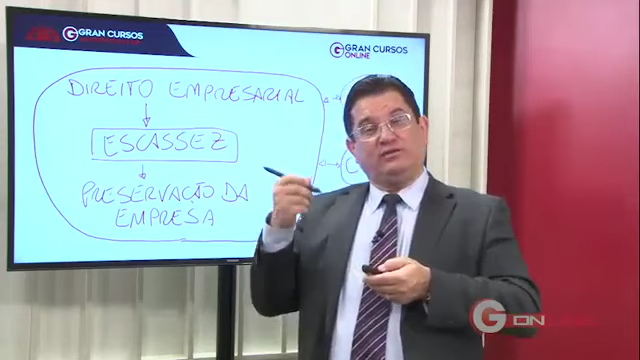 GRAN CURSOS
GRAN CURSOS
ONLINE
DIREITO EMPRESARIAL
ESCASSEZ
PRESERVAÇÃO DA
EMPRESA
G ONLINE